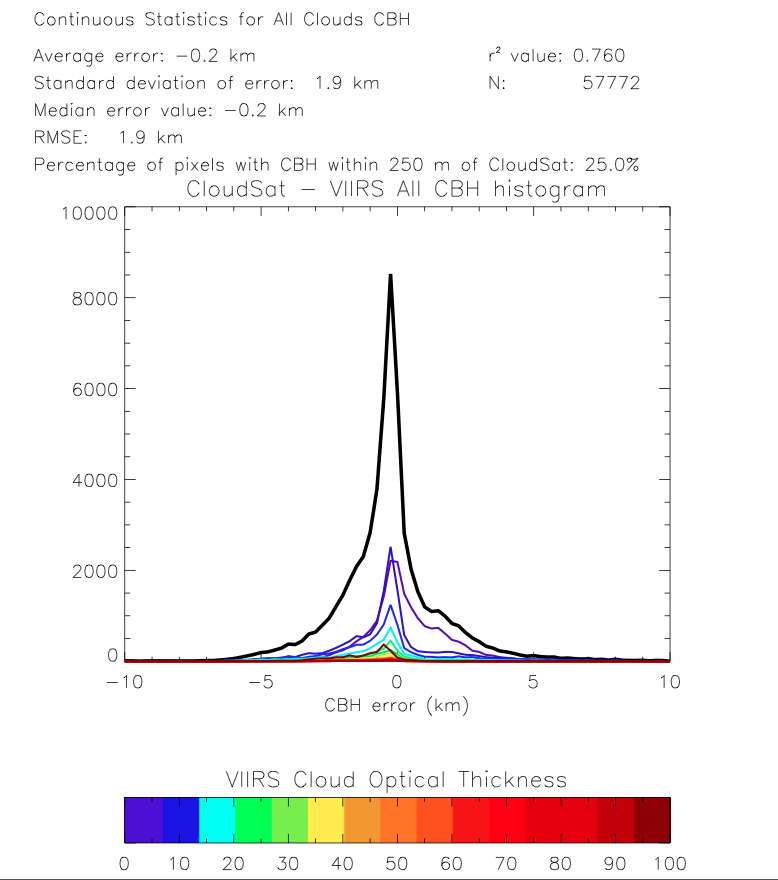 Continuous Statistics for All Clouds CBH
Average error: −0.2 km r² value: 0.760
Standard deviation of error: 1.9 km N: 57772
Median error value: −0.2 km
RMSE: 1.9 km
Percentage of pixels with CBH within 250 m of CloudSat: 25.0%
CloudSat − VIIRS All CBH histogram
10000
8000
6000
4000
2000
0
−10 −5 0 5 10
CBH error (km)
VIIRS Cloud Optical Thickness
0 10 20 30 40 50 60 70 80 90 100